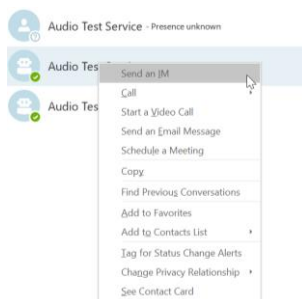 Audio Test Service - Presence unknown
Audio Tes
Send an IM
Call
Start a Video Call
Send an Email Message
Audio Tes
Schedule a Meeting
Copy
Find Previous Conversations
Add to Favorites
Add to Contacts List
Tag for Status Change Alerts
Change Privacy Relationship
See Contact Card